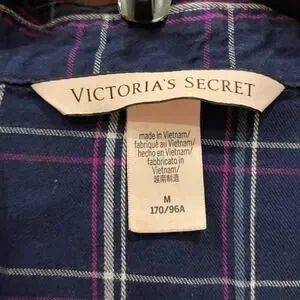 VICTORIA'S SECRET
made in Vietnam/
fabriqué au Vietnam/
hecho en Vietnam/
fabbricato in
Vietnam/
越南制造
M
170/96A